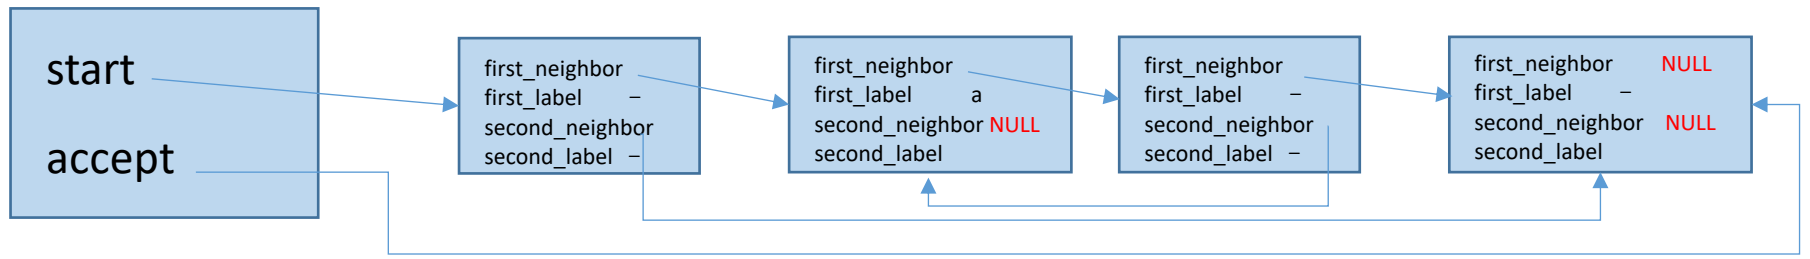 start
accept
first_neighbor
first_label –
second_neighbor
second_label –
first_neighbor
first_label a
second_neighbor NULL
second_label
first_neighbor
first_label –
second_neighbor
second_label –
first_neighbor NULL
first_label –
second_neighbor NULL
second_label